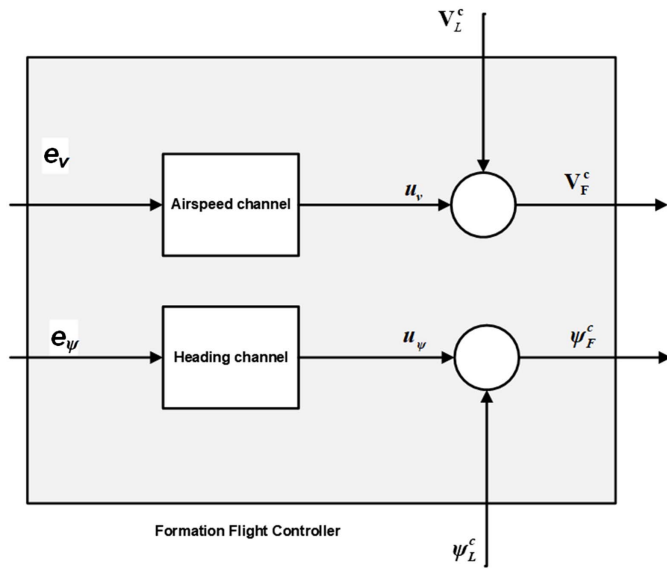 V_L^c
e_v
Airspeed channel
u_v
V_F^c
e_ψ
Heading channel
u_ψ
ψ_F^c
Formation Flight Controller
ψ_L^c